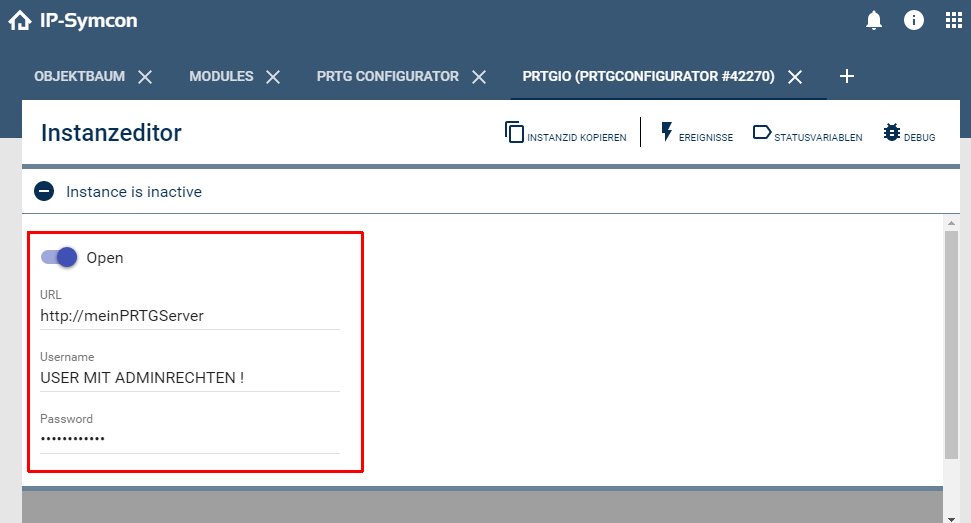 IP-Symcon
OBJEKTBAUM MODULES PRTG CONFIGURATOR PRTGIO (PRTGCONFIGURATOR #42270)
Instanzeditor INSTANZID KOPIEREN EREIGNISSE STATUSVARIABLEN DEBUG
Instance is inactive
Open
URL
http://meinPRTGServer
Username
USER MIT ADMINRECHTEN !
Password
••••••••••••